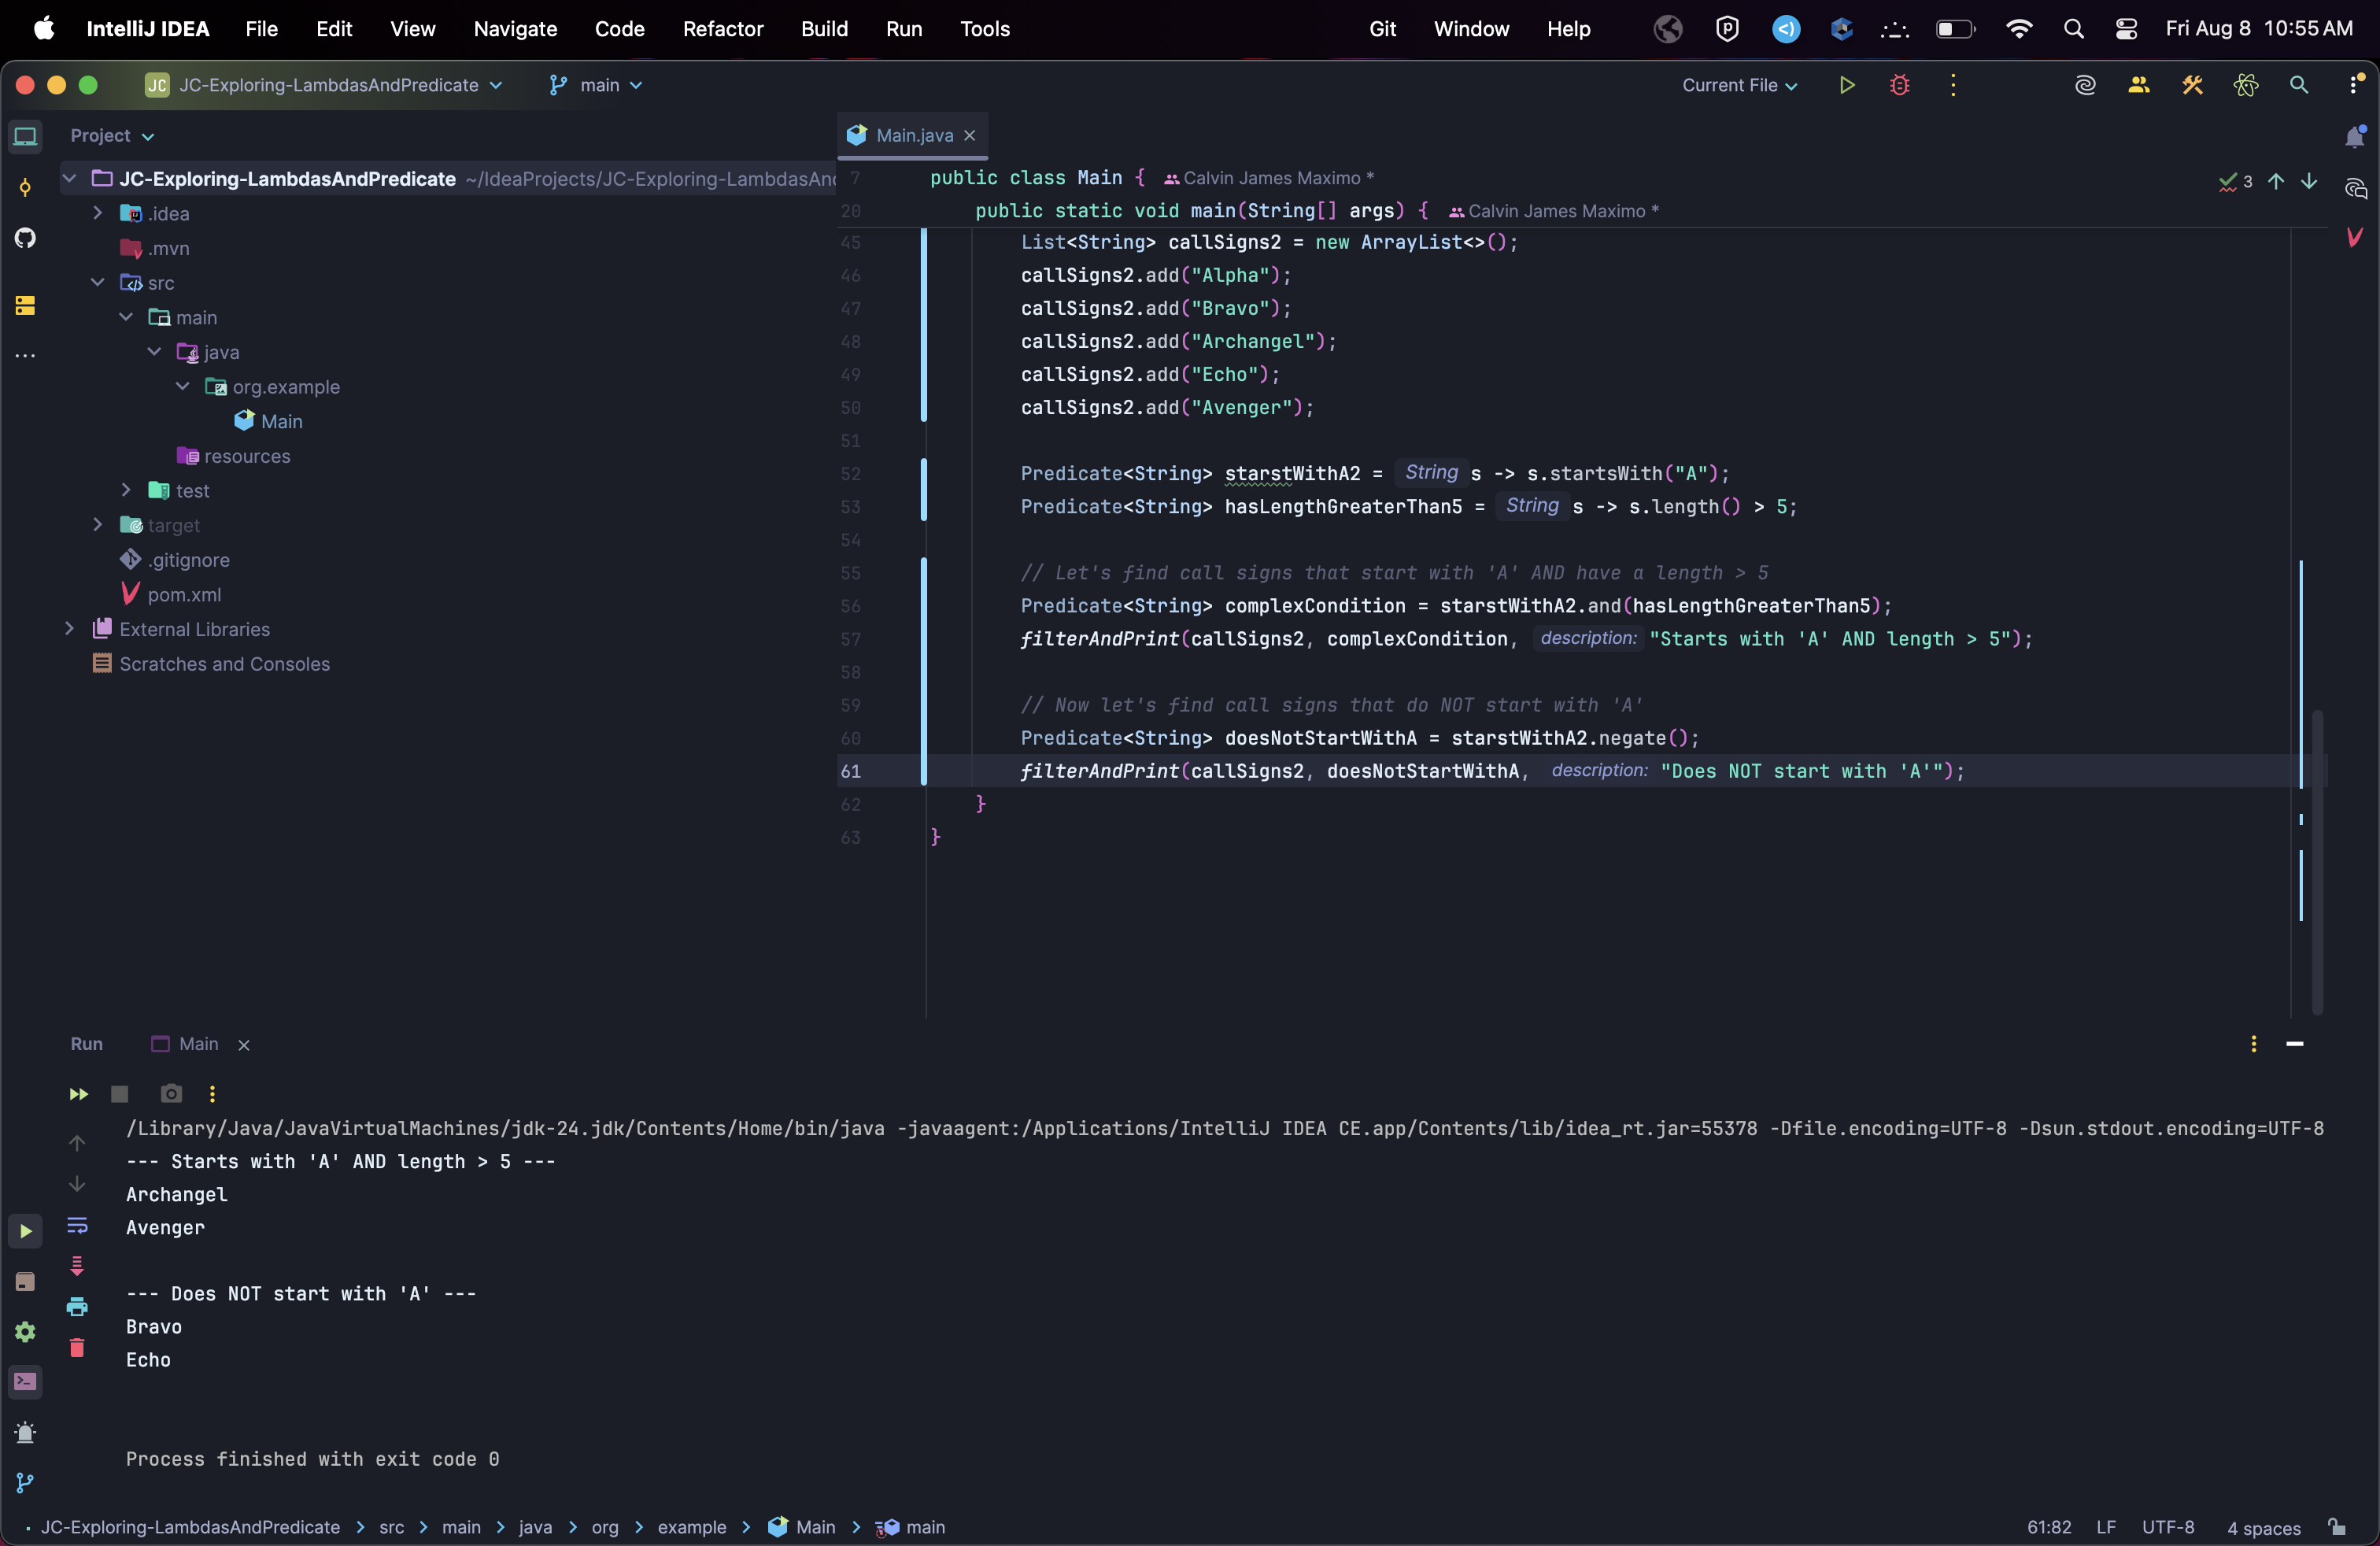 IntelliJ IDEA File Edit View Navigate Code Refactor Build Run Tools Git Window Help Fri Aug 8 10:55 AM
JC JC-Exploring-LambdasAndPredicate main Current File
Project
JC-Exploring-LambdasAndPredicate ~/IdeaProjects/JC-Exploring-LambdasAnd
.idea
.mvn
src
main
java
org.example
Main
resources
test
target
.gitignore
pom.xml
External Libraries
Scratches and Consoles
Main.java
7 public class Main { Calvin James Maximo *
3
20 public static void main(String[] args) { Calvin James Maximo *
45 List<String> callSigns2 = new ArrayList<>();
46 callSigns2.add("Alpha");
47 callSigns2.add("Bravo");
48 callSigns2.add("Archangel");
49 callSigns2.add("Echo");
50 callSigns2.add("Avenger");
51
52 Predicate<String> starstWithA2 = String s -> s.startsWith("A");
53 Predicate<String> hasLengthGreaterThan5 = String s -> s.length() > 5;
54
55 // Let's find call signs that start with 'A' AND have a length > 5
56 Predicate<String> complexCondition = starstWithA2.and(hasLengthGreaterThan5);
57 filterAndPrint(callSigns2, complexCondition, description: "Starts with 'A' AND length > 5");
58
59 // Now let's find call signs that do NOT start with 'A'
60 Predicate<String> doesNotStartWithA = starstWithA2.negate();
61 filterAndPrint(callSigns2, doesNotStartWithA, description: "Does NOT start with 'A'");
62 }
63 }
Run Main
/Library/Java/JavaVirtualMachines/jdk-24.jdk/Contents/Home/bin/java -javaagent:/Applications/IntelliJ IDEA CE.app/Contents/lib/idea_rt.jar=55378 -Dfile.encoding=UTF-8 -Dsun.stdout.encoding=UTF-8
--- Starts with 'A' AND length > 5 ---
Archangel
Avenger
--- Does NOT start with 'A' ---
Bravo
Echo
Process finished with exit code 0
JC-Exploring-LambdasAndPredicate > src > main > java > org > example > Main > main 61:82 LF UTF-8 4 spaces